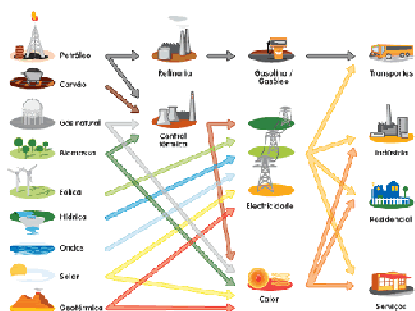 Petróleo
Refinaria
Gasolina /
Gasóleo
Transportes
Carvão
Gas natural
Central
térmica
Indústria
Biomassa
Eólica
Electricidade
Hídrica
Residencial
Ondas
Solar
Calor
Serviços
Geotérmica